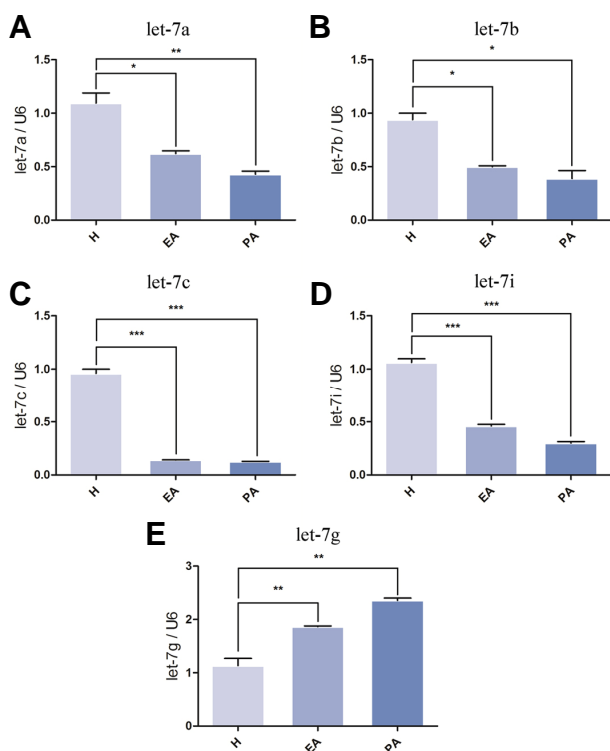 A
let-7a
let-7a / U6
1.5
1.0
0.5
0.0
**
*
H
EA
PA
B
let-7b
let-7b / U6
1.5
1.0
0.5
0.0
*
*
H
EA
PA
C
let-7c
let-7c / U6
1.5
1.0
0.5
0.0
***
***
H
EA
PA
D
let-7i
let-7i / U6
1.5
1.0
0.5
0.0
***
***
H
EA
PA
E
let-7g
let-7g / U6
3
2
1
0
**
**
H
EA
PA